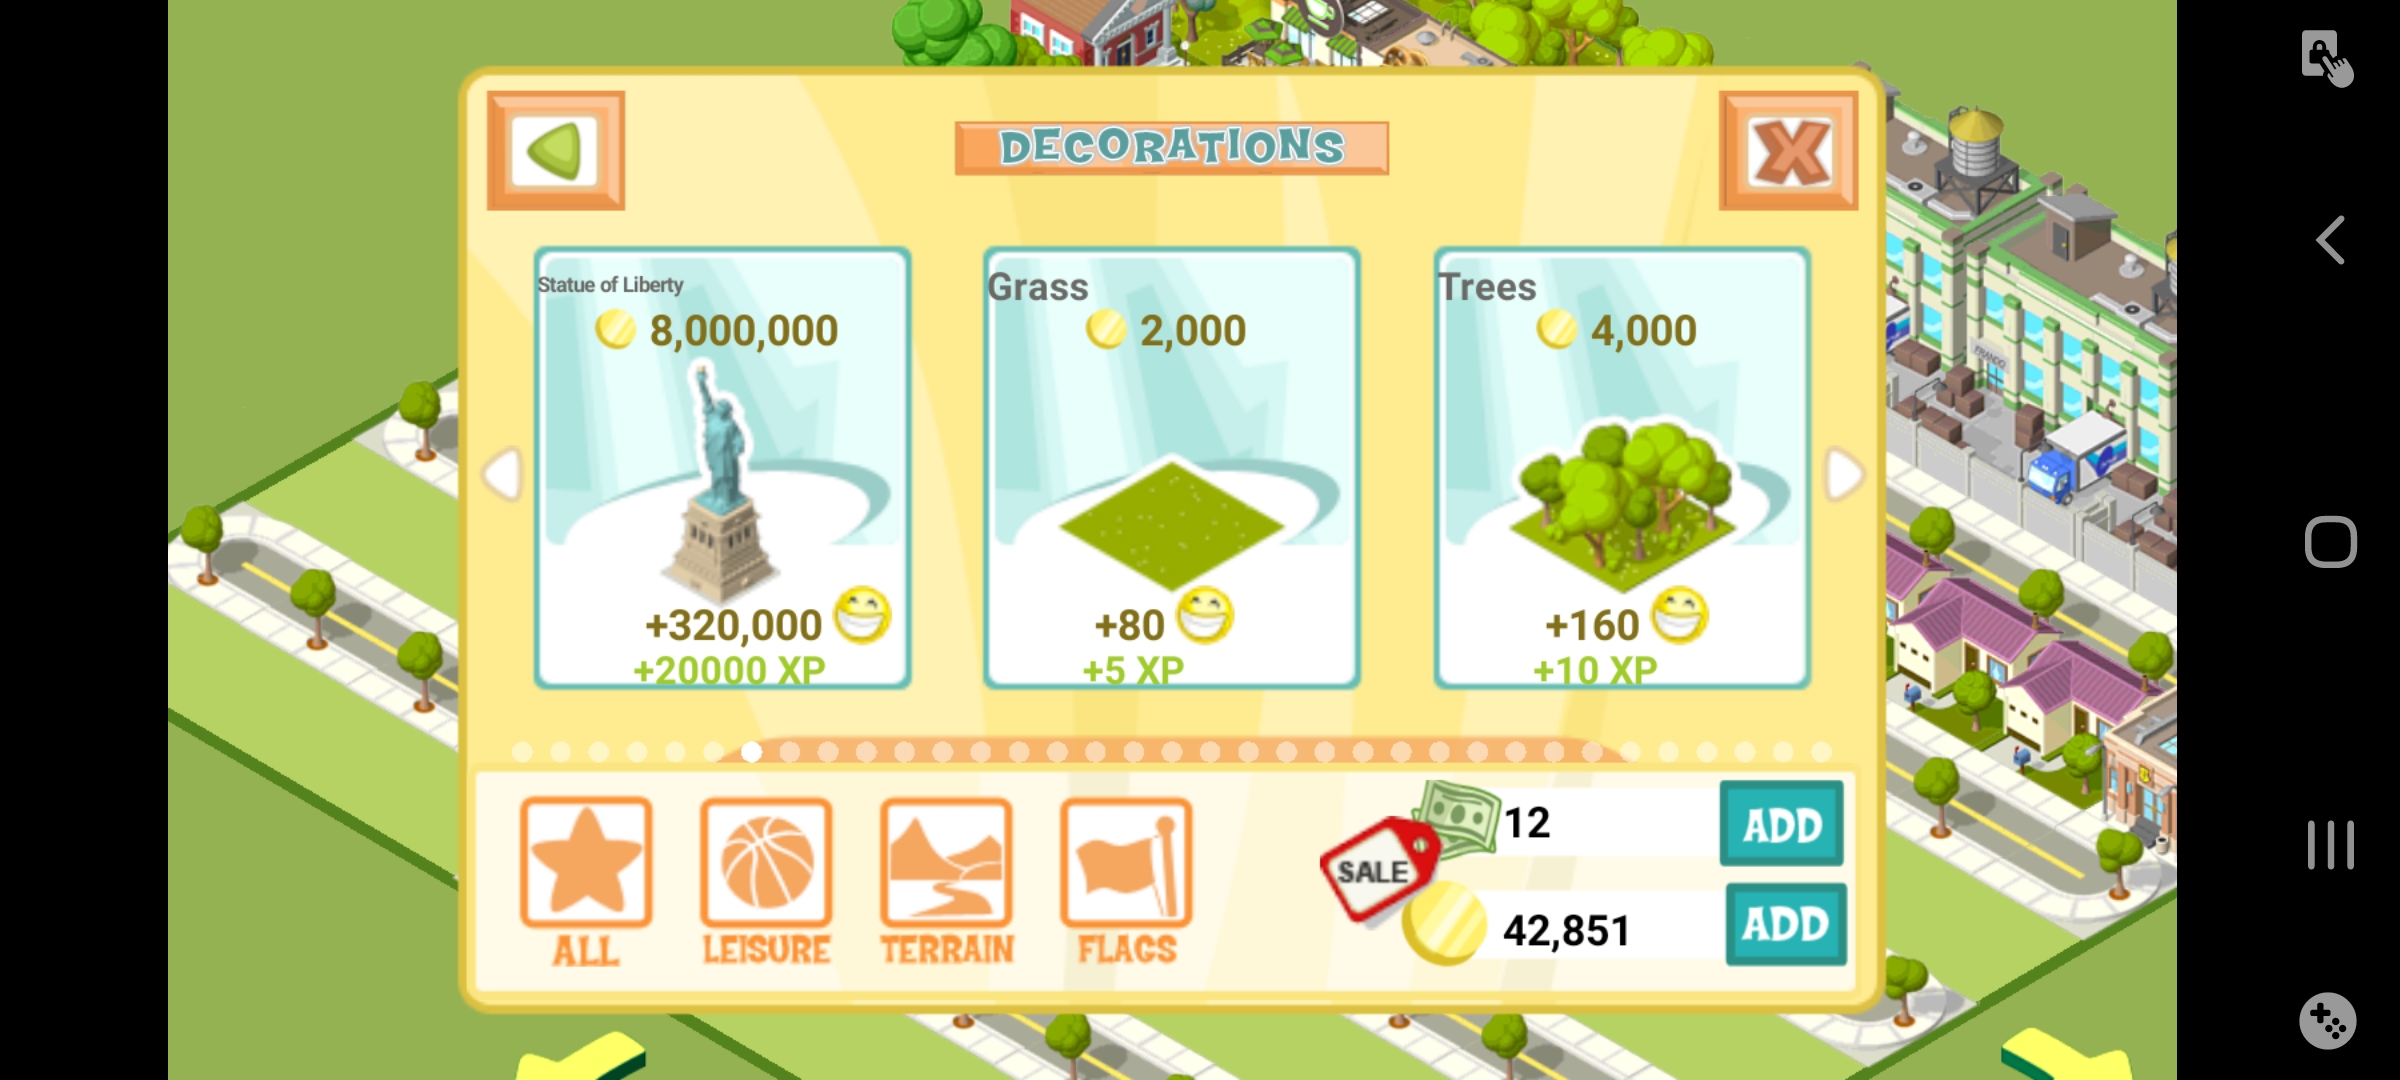 DECORATIONS
Statue of Liberty
8,000,000
+320,000
+20000 XP
Grass
2,000
+80
+5 XP
Trees
4,000
+160
+10 XP
ALL
LEISURE
TERRAIN
FLAGS
SALE
12
ADD
42,851
ADD